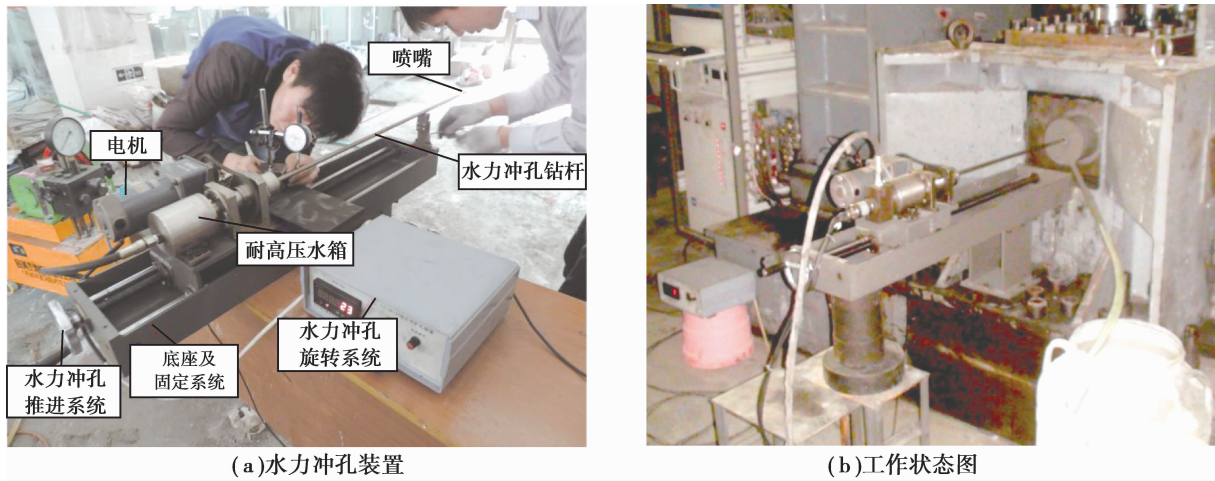 喷嘴
电机
水力冲孔钻杆
耐高压水箱
23
水力冲孔
旋转系统
底座及
固定系统
水力冲孔
推进系统
(a)水力冲孔装置
(b)工作状态图